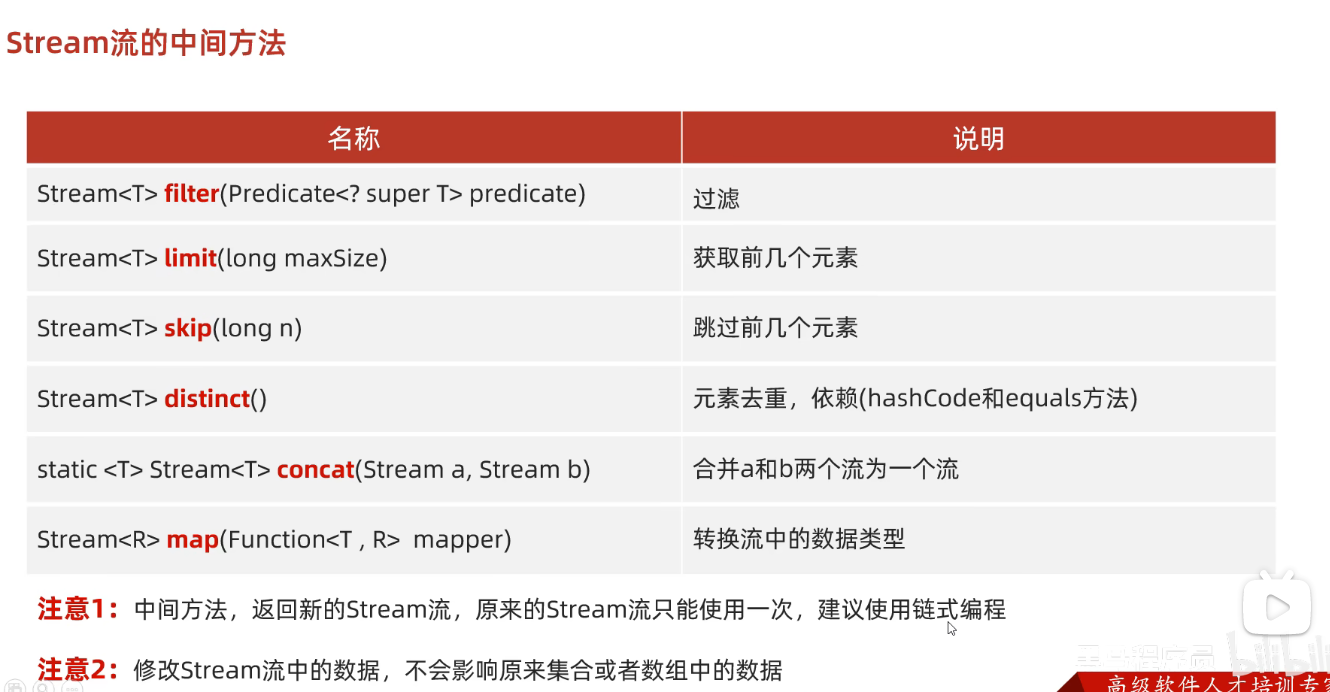 Stream流的中间方法
名称 说明
Stream<T> filter(Predicate<? super T> predicate) 过滤
Stream<T> limit(long maxSize) 获取前几个元素
Stream<T> skip(long n) 跳过前几个元素
Stream<T> distinct() 元素去重，依赖(hashCode和equals方法)
static <T> Stream<T> concat(Stream a, Stream b) 合并a和b两个流为一个流
Stream<R> map(Function<T , R> mapper) 转换流中的数据类型
注意1：中间方法，返回新的Stream流，原来的Stream流只能使用一次，建议使用链式编程
注意2：修改Stream流中的数据，不会影响原来集合或者数组中的数据
bilibili
高级软件人才培训专家